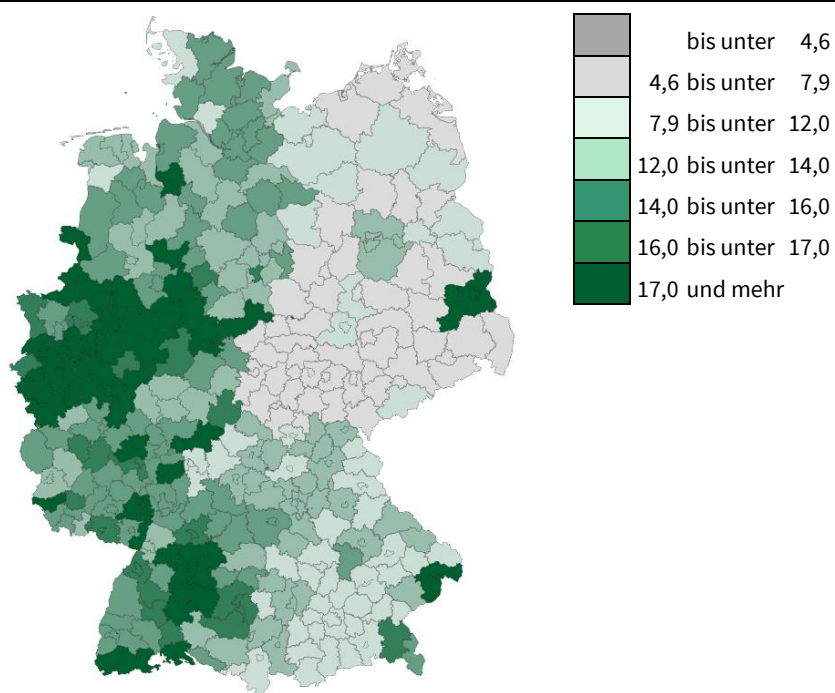 bis unter 4,6
4,6 bis unter 7,9
7,9 bis unter 12,0
12,0 bis unter 14,0
14,0 bis unter 16,0
16,0 bis unter 17,0
17,0 und mehr